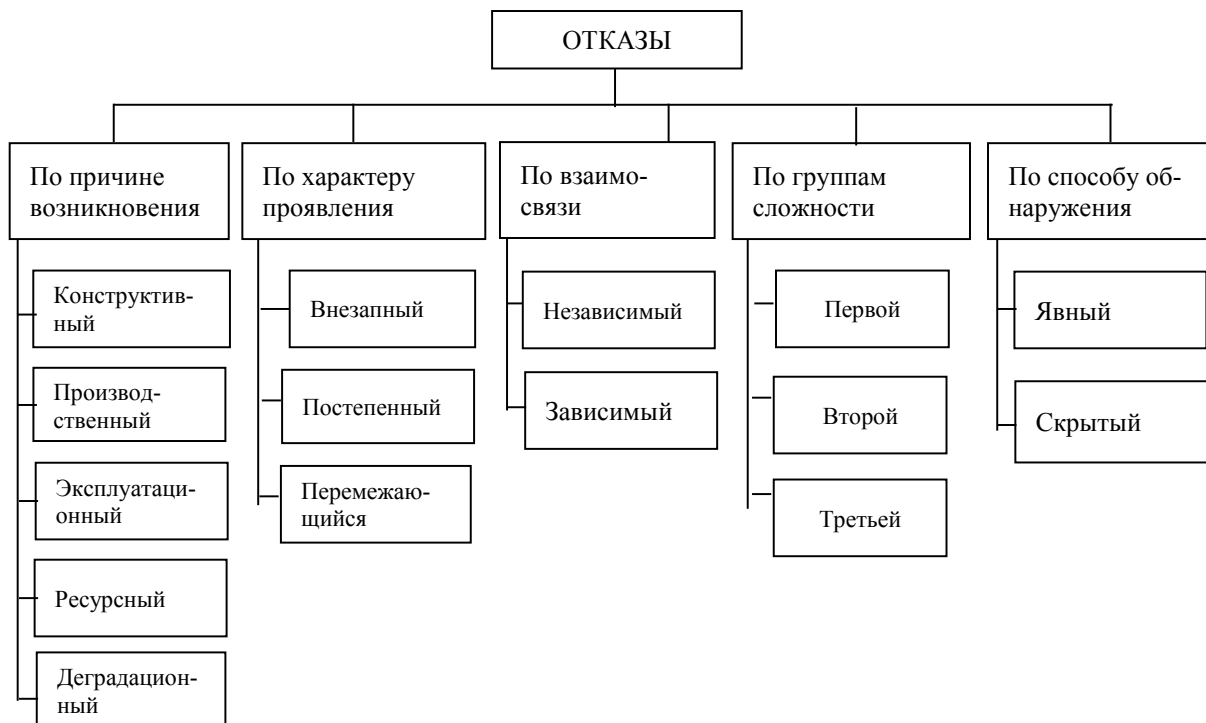 ОТКАЗЫ
По причине
возникновения
Конструктив-
ный
Производ-
ственный
Эксплуатаци-
онный
Ресурсный
Деградацион-
ный
По характеру
проявления
Внезапный
Постепенный
Перемежаю-
щийся
По взаимо-
связи
Независимый
Зависимый
По группам
сложности
Первой
Второй
Третьей
По способу об-
наружения
Явный
Скрытый